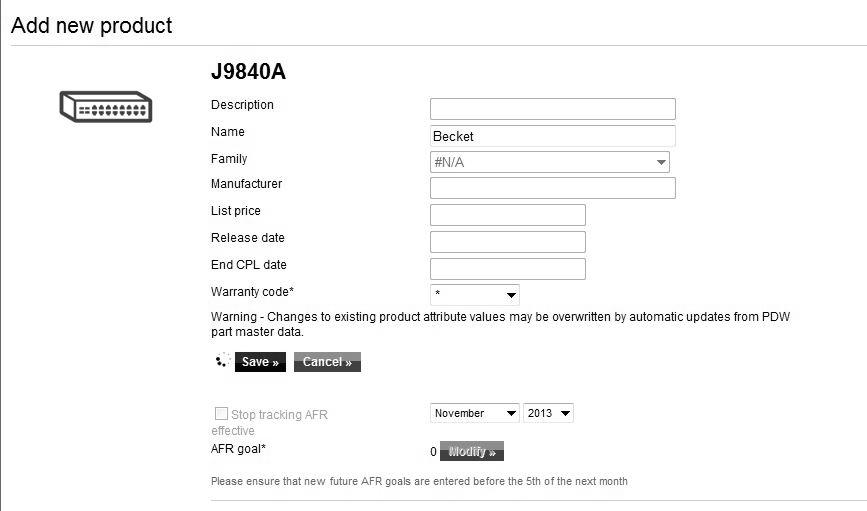 Add new product
J9840A
Description
Name Becket
Family #N/A
Manufacturer
List price
Release date
End CPL date
Warranty code* *
Warning - Changes to existing product attribute values may be overwritten by automatic updates from PDW
part master data.
Save » Cancel »
Stop tracking AFR November 2013
effective
AFR goal* 0 Modify »
Please ensure that new future AFR goals are entered before the 5th of the next month